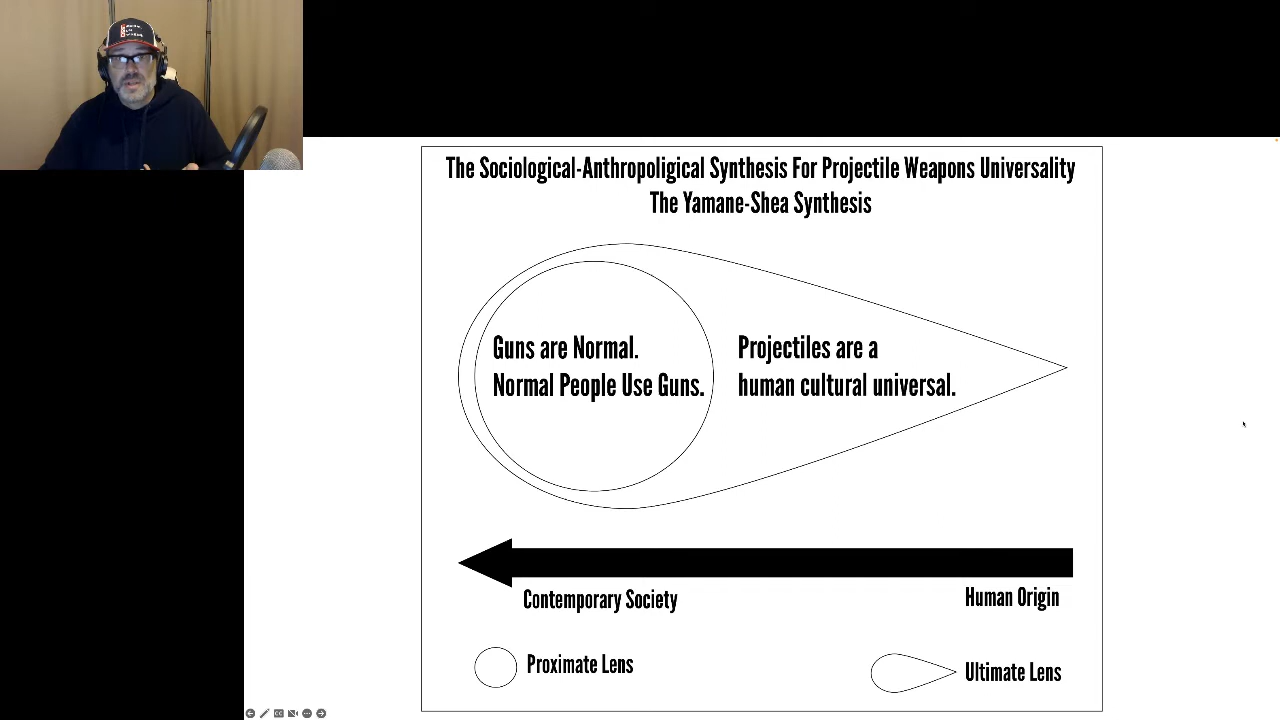 The Sociological-Anthropoligical Synthesis For Projectile Weapons Universality
The Yamane-Shea Synthesis
Guns are Normal.
Normal People Use Guns.
Projectiles are a
human cultural universal.
Contemporary Society
Human Origin
Proximate Lens
Ultimate Lens